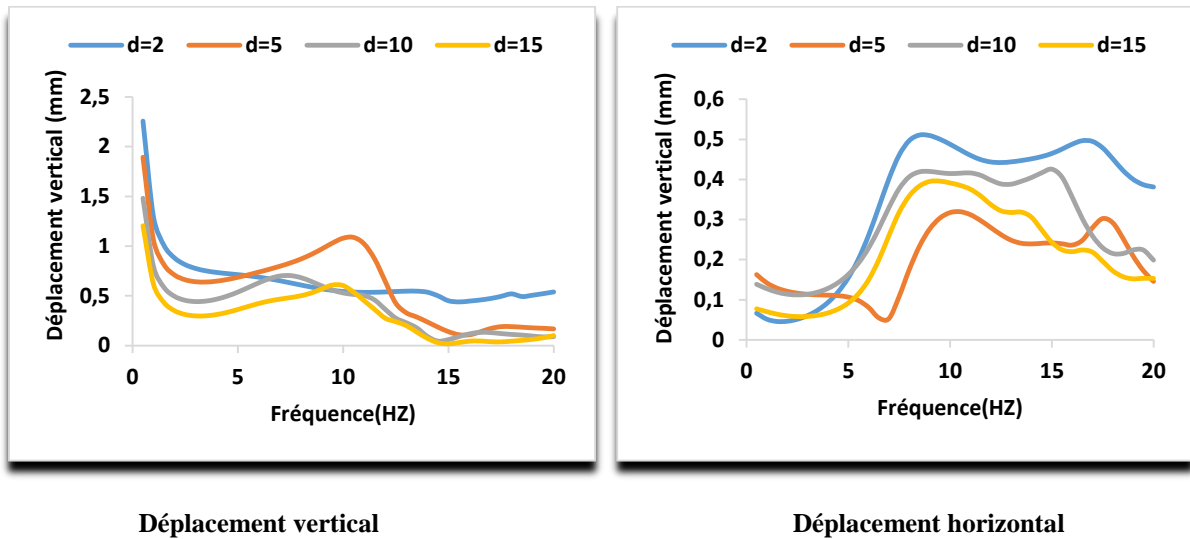 d=2 d=5 d=10 d=15
Déplacement vertical (mm)
2,5
2
1,5
1
0,5
0
0 5 10 15 20
Fréquence(HZ)
d=2 d=5 d=10 d=15
Déplacement vertical (mm)
0,6
0,5
0,4
0,3
0,2
0,1
0
0 5 10 15 20
Fréquence(HZ)
Déplacement vertical
Déplacement horizontal